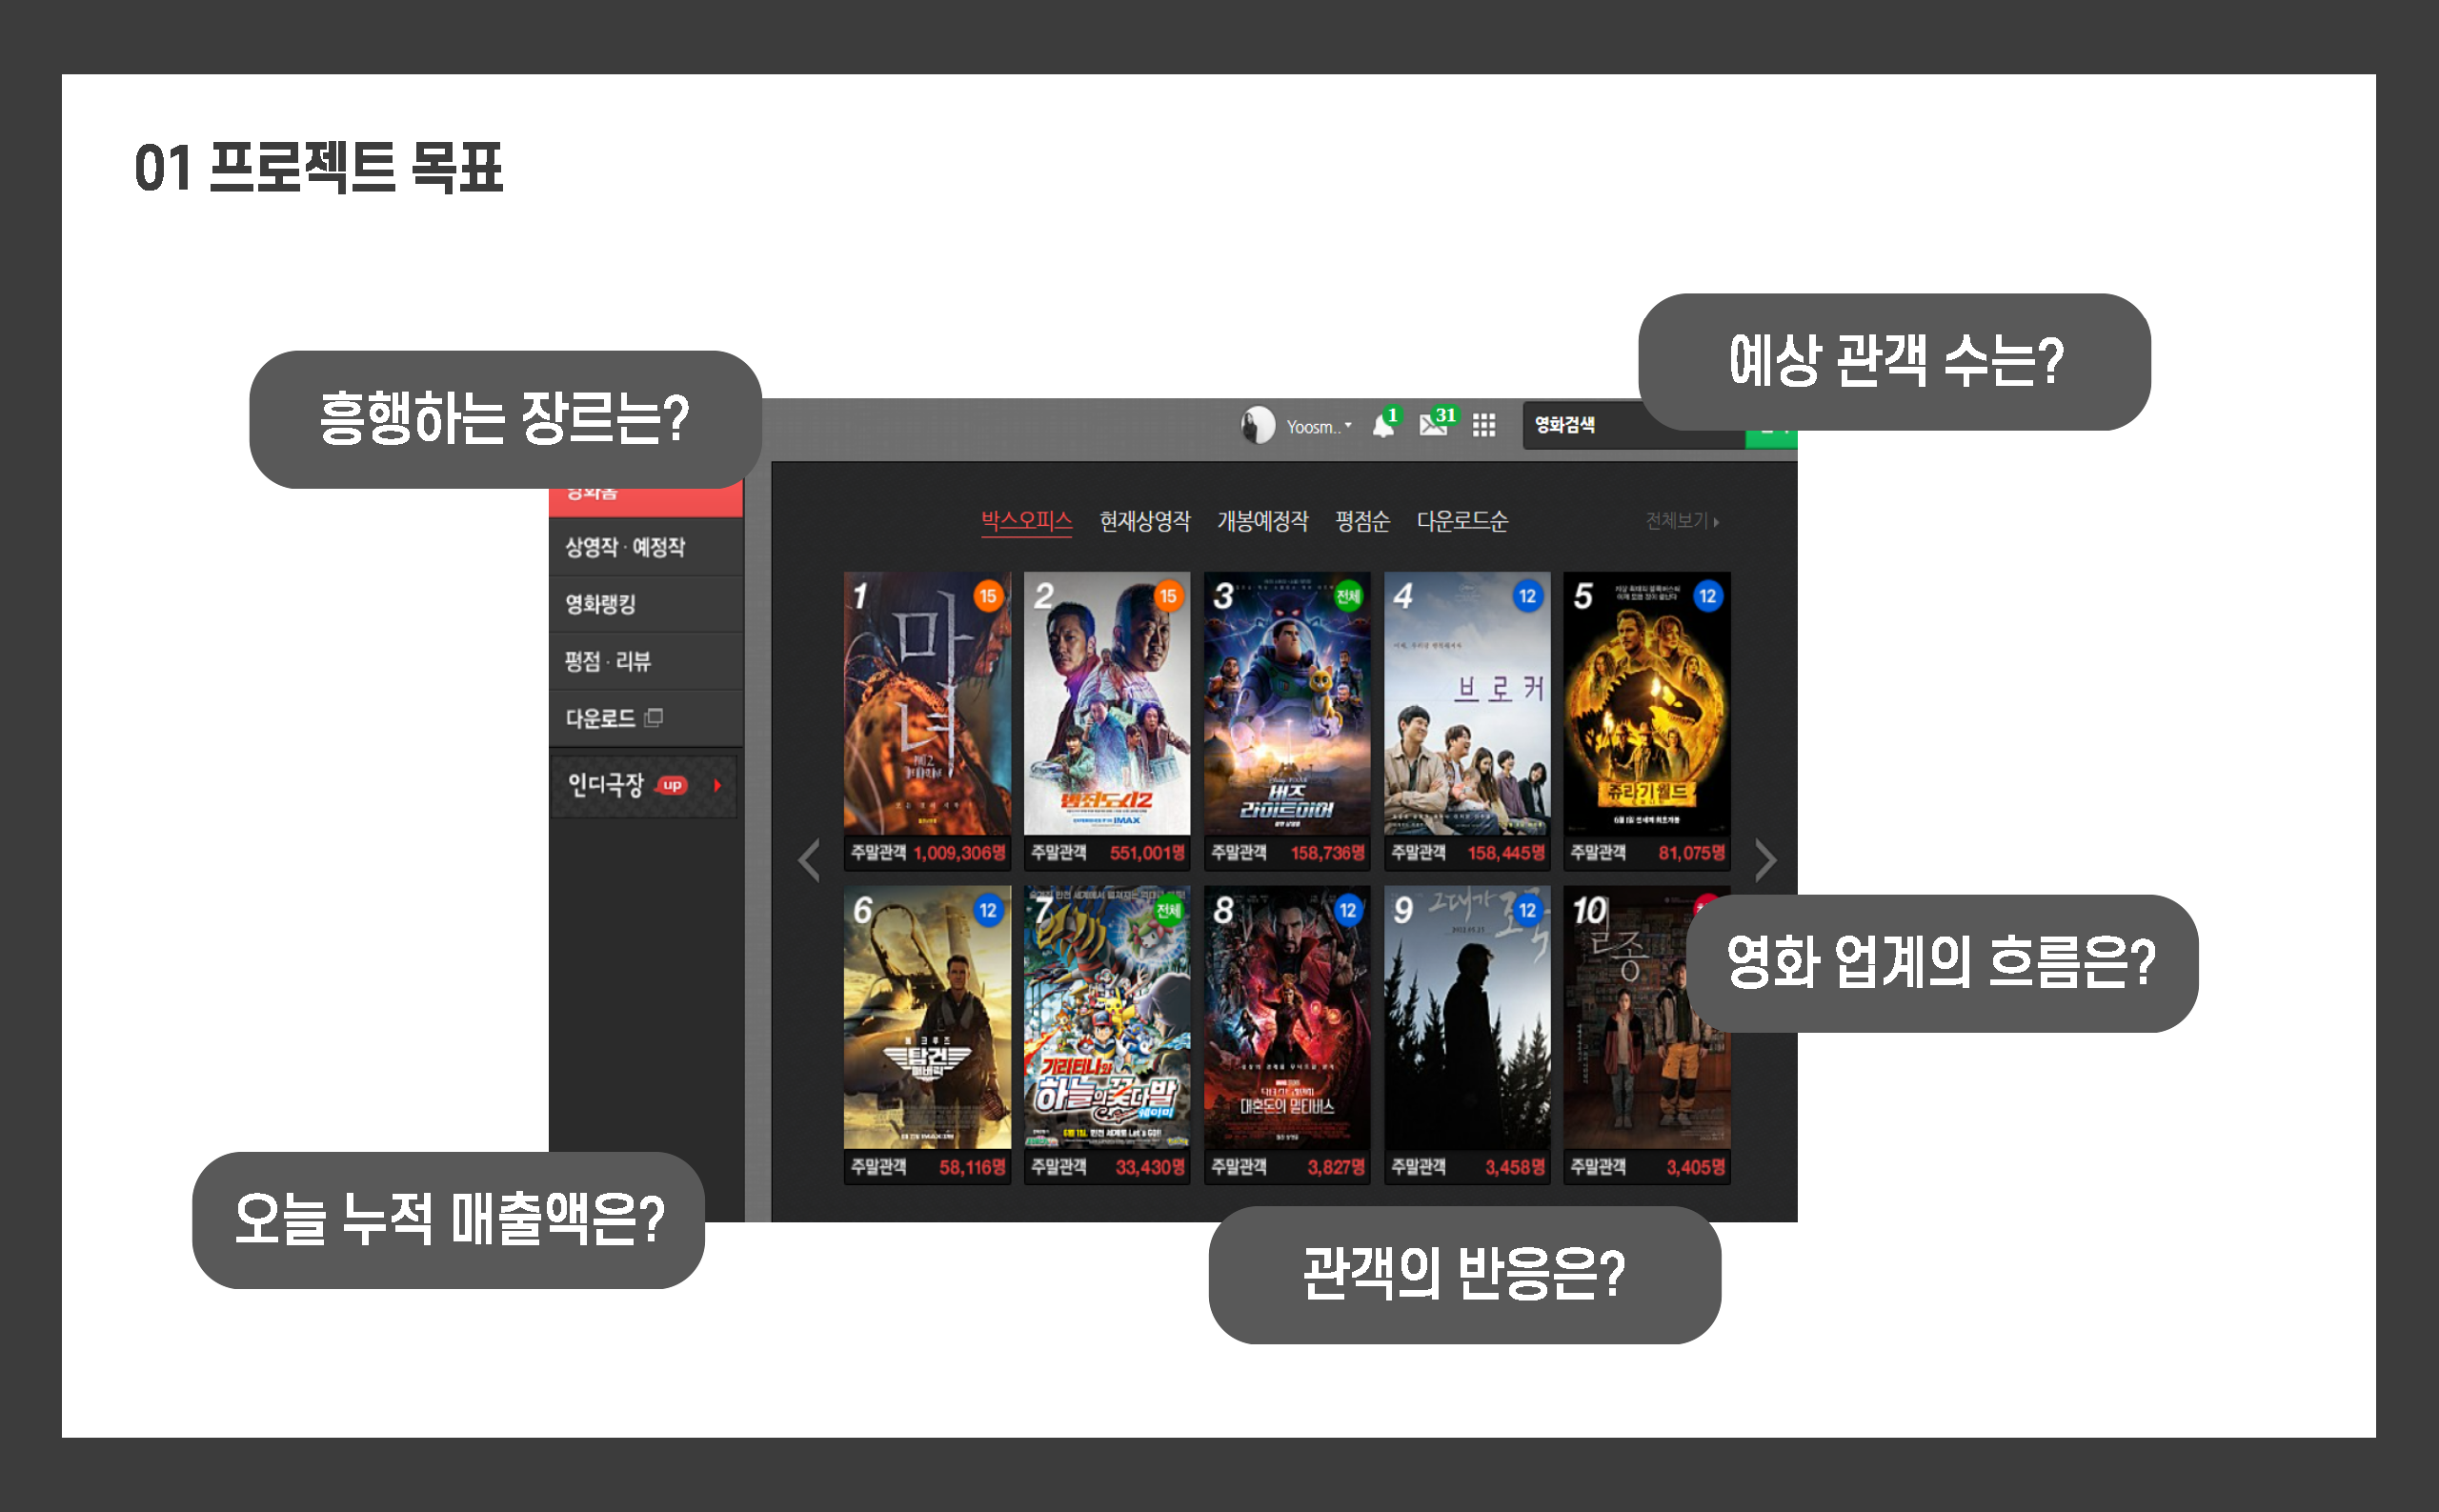 01 프로젝트 목표
예상 관객 수는?
흥행하는 장르는?
Yoosm..
1
31
영화검색
영화홈
상영작·예정작
영화랭킹
평점·리뷰
다운로드
인디극장 up
박스오피스 현재상영작 개봉예정작 평점순 다운로드순 전체보기
1 15
마녀
주말관객 1,009,306명
2 15
범죄도시2
IMAX
주말관객 551,001명
3 전체
버즈
라이트이어
주말관객 158,736명
4 12
브로커
주말관객 158,445명
5 12
쥬라기월드
주말관객 81,075명
6 12
탑건
매버릭
주말관객 58,116명
7 전체
기라티나와
하늘의 꽃다발
쉐이미
주말관객 33,430명
8 12
대혼돈의 멀티버스
주말관객 3,827명
9 12
그대가 조국
주말관객 3,458명
10
주말관객 3,405명
영화 업계의 흐름은?
오늘 누적 매출액은?
관객의 반응은?